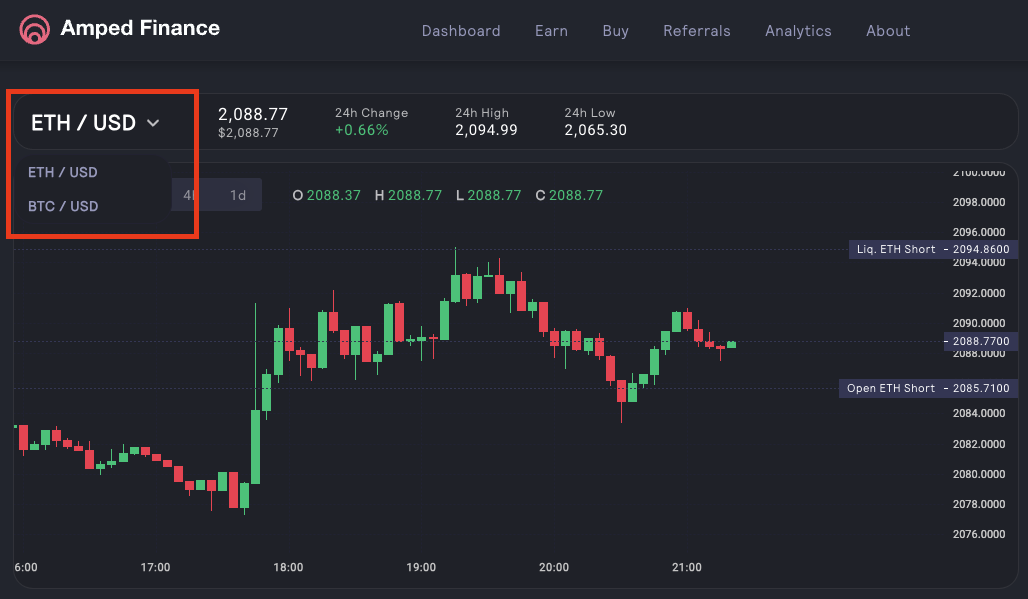 Amped Finance
Dashboard Earn Buy Referrals Analytics About
ETH / USD
2,088.77
$2,088.77
24h Change
+0.66%
24h High
2,094.99
24h Low
2,065.30
ETH / USD
BTC / USD
4h 1d
O 2088.37 H 2088.77 L 2088.77 C 2088.77
2100.0000
2098.0000
2096.0000
Liq. ETH Short - 2094.8600
2094.0000
2092.0000
2090.0000
- 2088.7700
2088.0000
Open ETH Short - 2085.7100
2084.0000
2082.0000
2080.0000
2078.0000
2076.0000
6:00 17:00 18:00 19:00 20:00 21:00